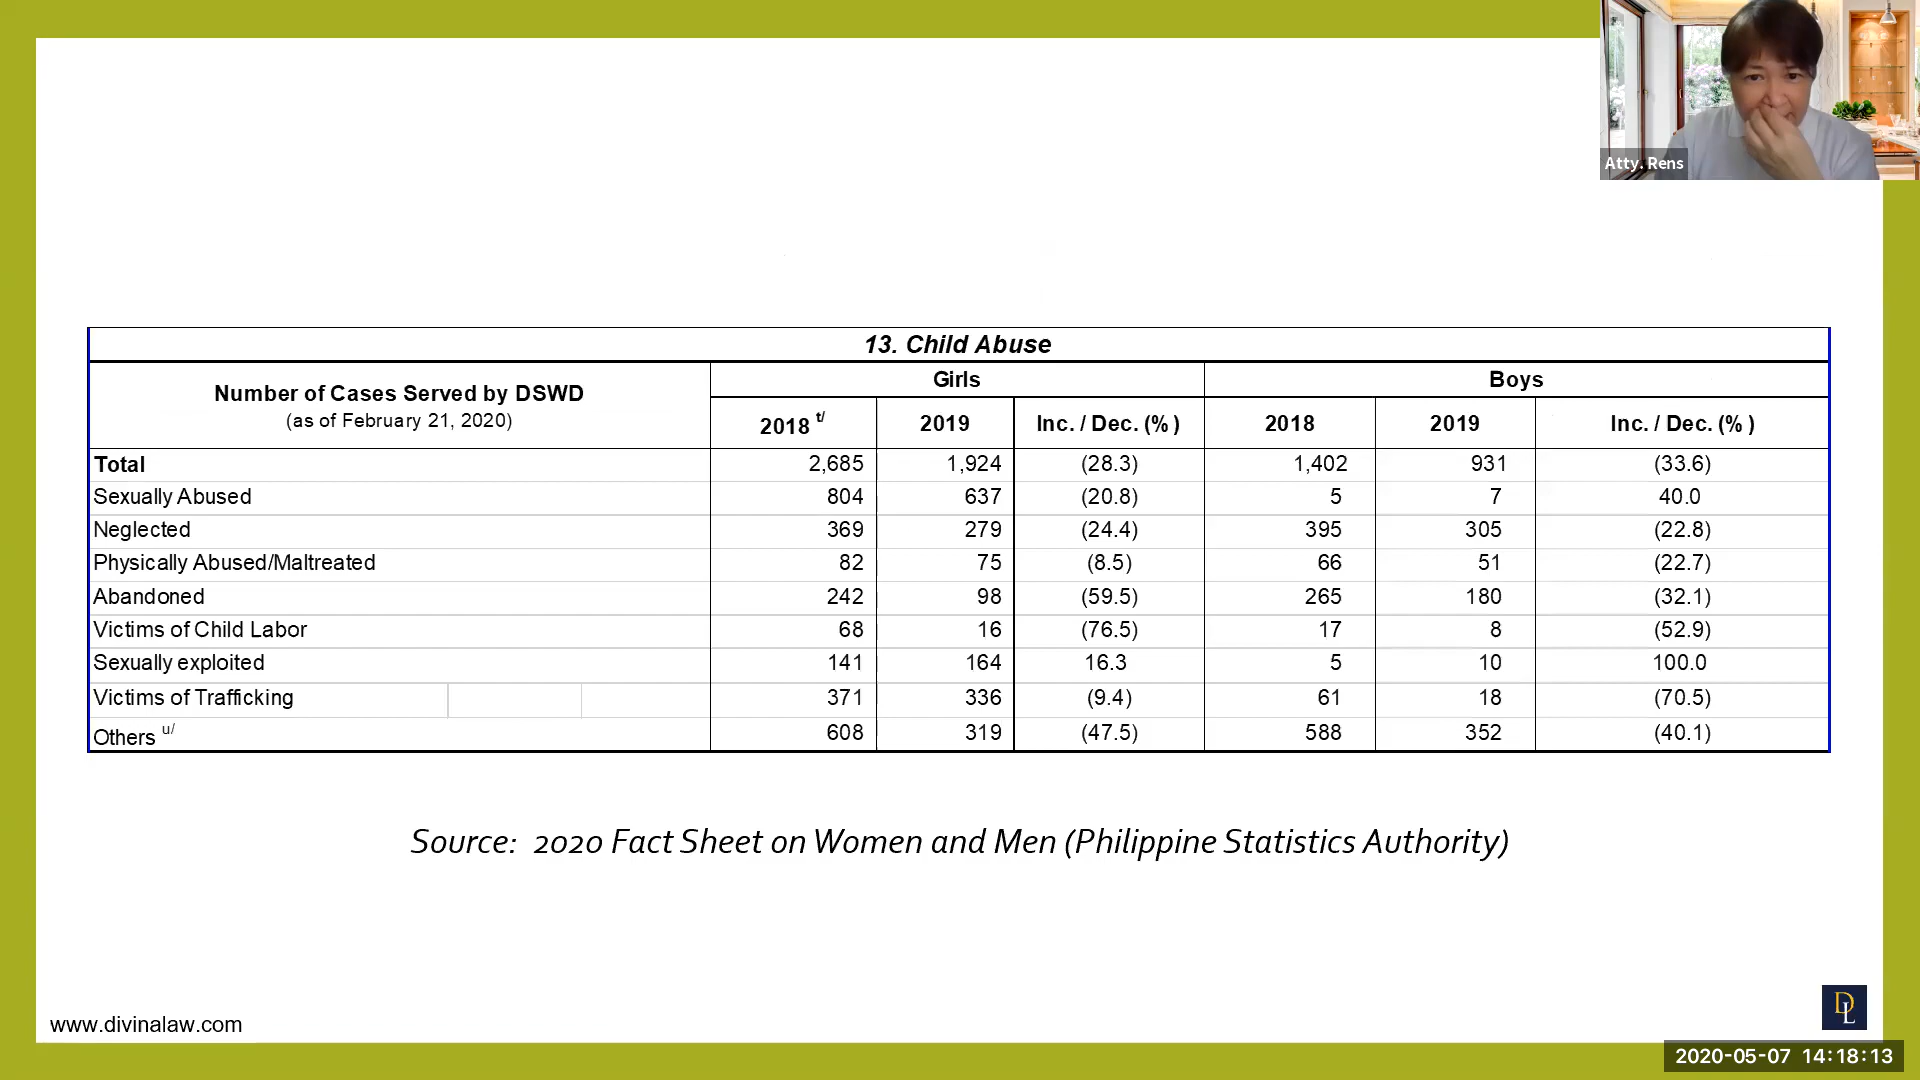 Atty. Rens
13. Child Abuse
Number of Cases Served by DSWD
(as of February 21, 2020)
Girls
Boys
2018 t/
2019
Inc. / Dec. (% )
2018
2019
Inc. / Dec. (% )
Total 2,685 1,924 (28.3) 1,402 931 (33.6)
Sexually Abused 804 637 (20.8) 5 7 40.0
Neglected 369 279 (24.4) 395 305 (22.8)
Physically Abused/Maltreated 82 75 (8.5) 66 51 (22.7)
Abandoned 242 98 (59.5) 265 180 (32.1)
Victims of Child Labor 68 16 (76.5) 17 8 (52.9)
Sexually exploited 141 164 16.3 5 10 100.0
Victims of Trafficking 371 336 (9.4) 61 18 (70.5)
Others u/ 608 319 (47.5) 588 352 (40.1)
Source: 2020 Fact Sheet on Women and Men (Philippine Statistics Authority)
www.divinalaw.com
DL
2020-05-07 14:18:13